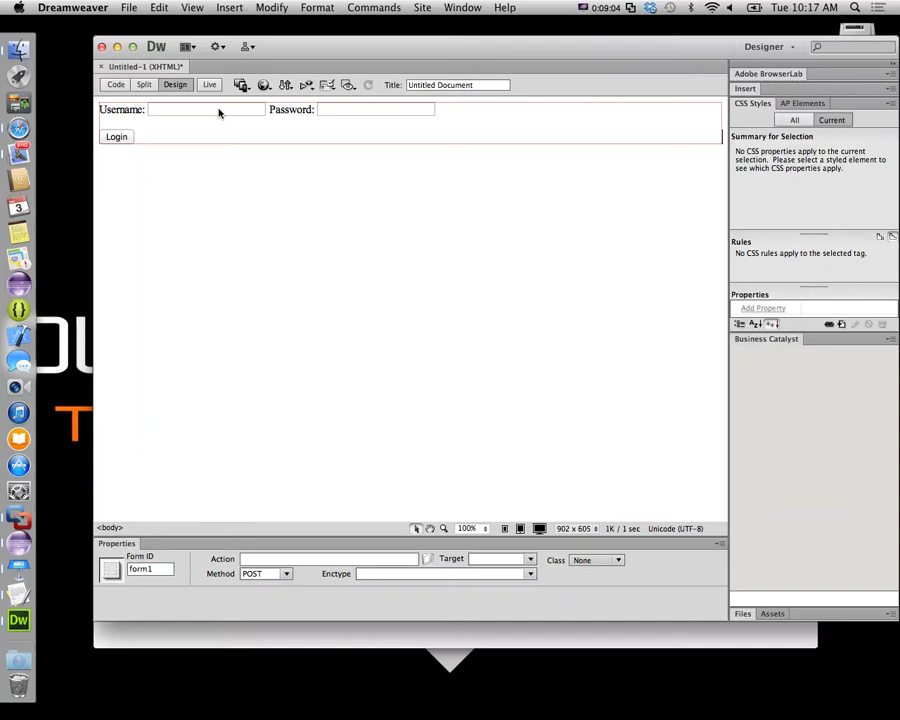 Dreamweaver File Edit View Insert Modify Format Commands Site Window Help 0:09:04 Tue 10:17 AM
Dw Designer
Untitled-1 (XHTML)*
Code Split Design Live Title: Untitled Document
Adobe BrowserLab
Insert
CSS Styles AP Elements
All Current
Username: Password:
Login
Summary for Selection
No CSS properties apply to the current
selection. Please select a styled element to
see which CSS properties apply.
Rules
No CSS rules apply to the selected tag.
Properties
Add Property
Business Catalyst
3
OU
T
<body> 100% 902 x 605 1K / 1 sec Unicode (UTF-8)
Properties
Form ID
form1
Action Target Class None
Method POST Enctype
Files Assets
Dw